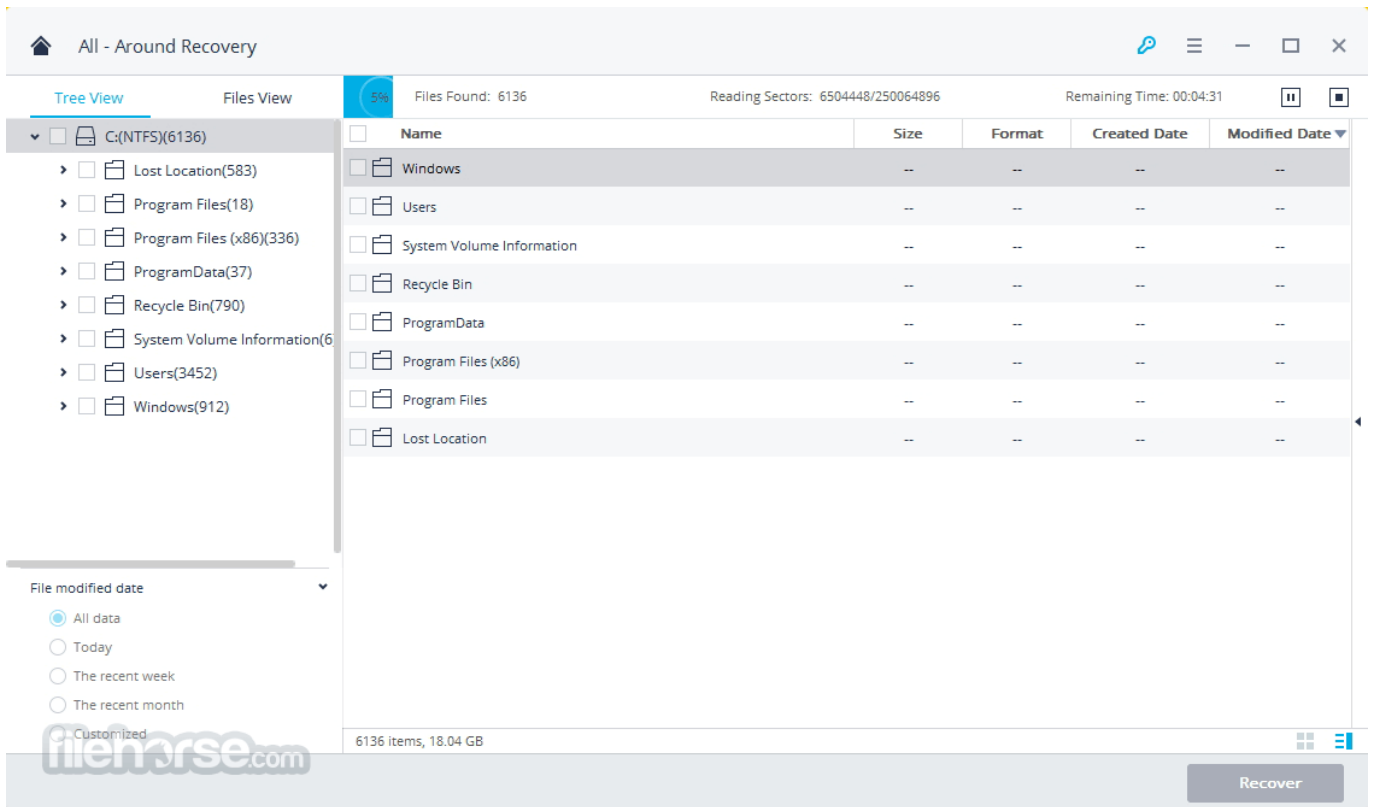 All - Around Recovery
Tree View Files View
5% Files Found: 6136 Reading Sectors: 6504448/250064896 Remaining Time: 00:04:31
C:(NTFS)(6136)
Lost Location(583)
Program Files(18)
Program Files (x86)(336)
ProgramData(37)
Recycle Bin(790)
System Volume Information(6
Users(3452)
Windows(912)
Name Size Format Created Date Modified Date
Windows -- -- -- --
Users -- -- -- --
System Volume Information -- -- -- --
Recycle Bin -- -- -- --
ProgramData -- -- -- --
Program Files (x86) -- -- -- --
Program Files -- -- -- --
Lost Location -- -- -- --
File modified date
All data
Today
The recent week
The recent month
Customized
filehorse.com
6136 items, 18.04 GB
Recover